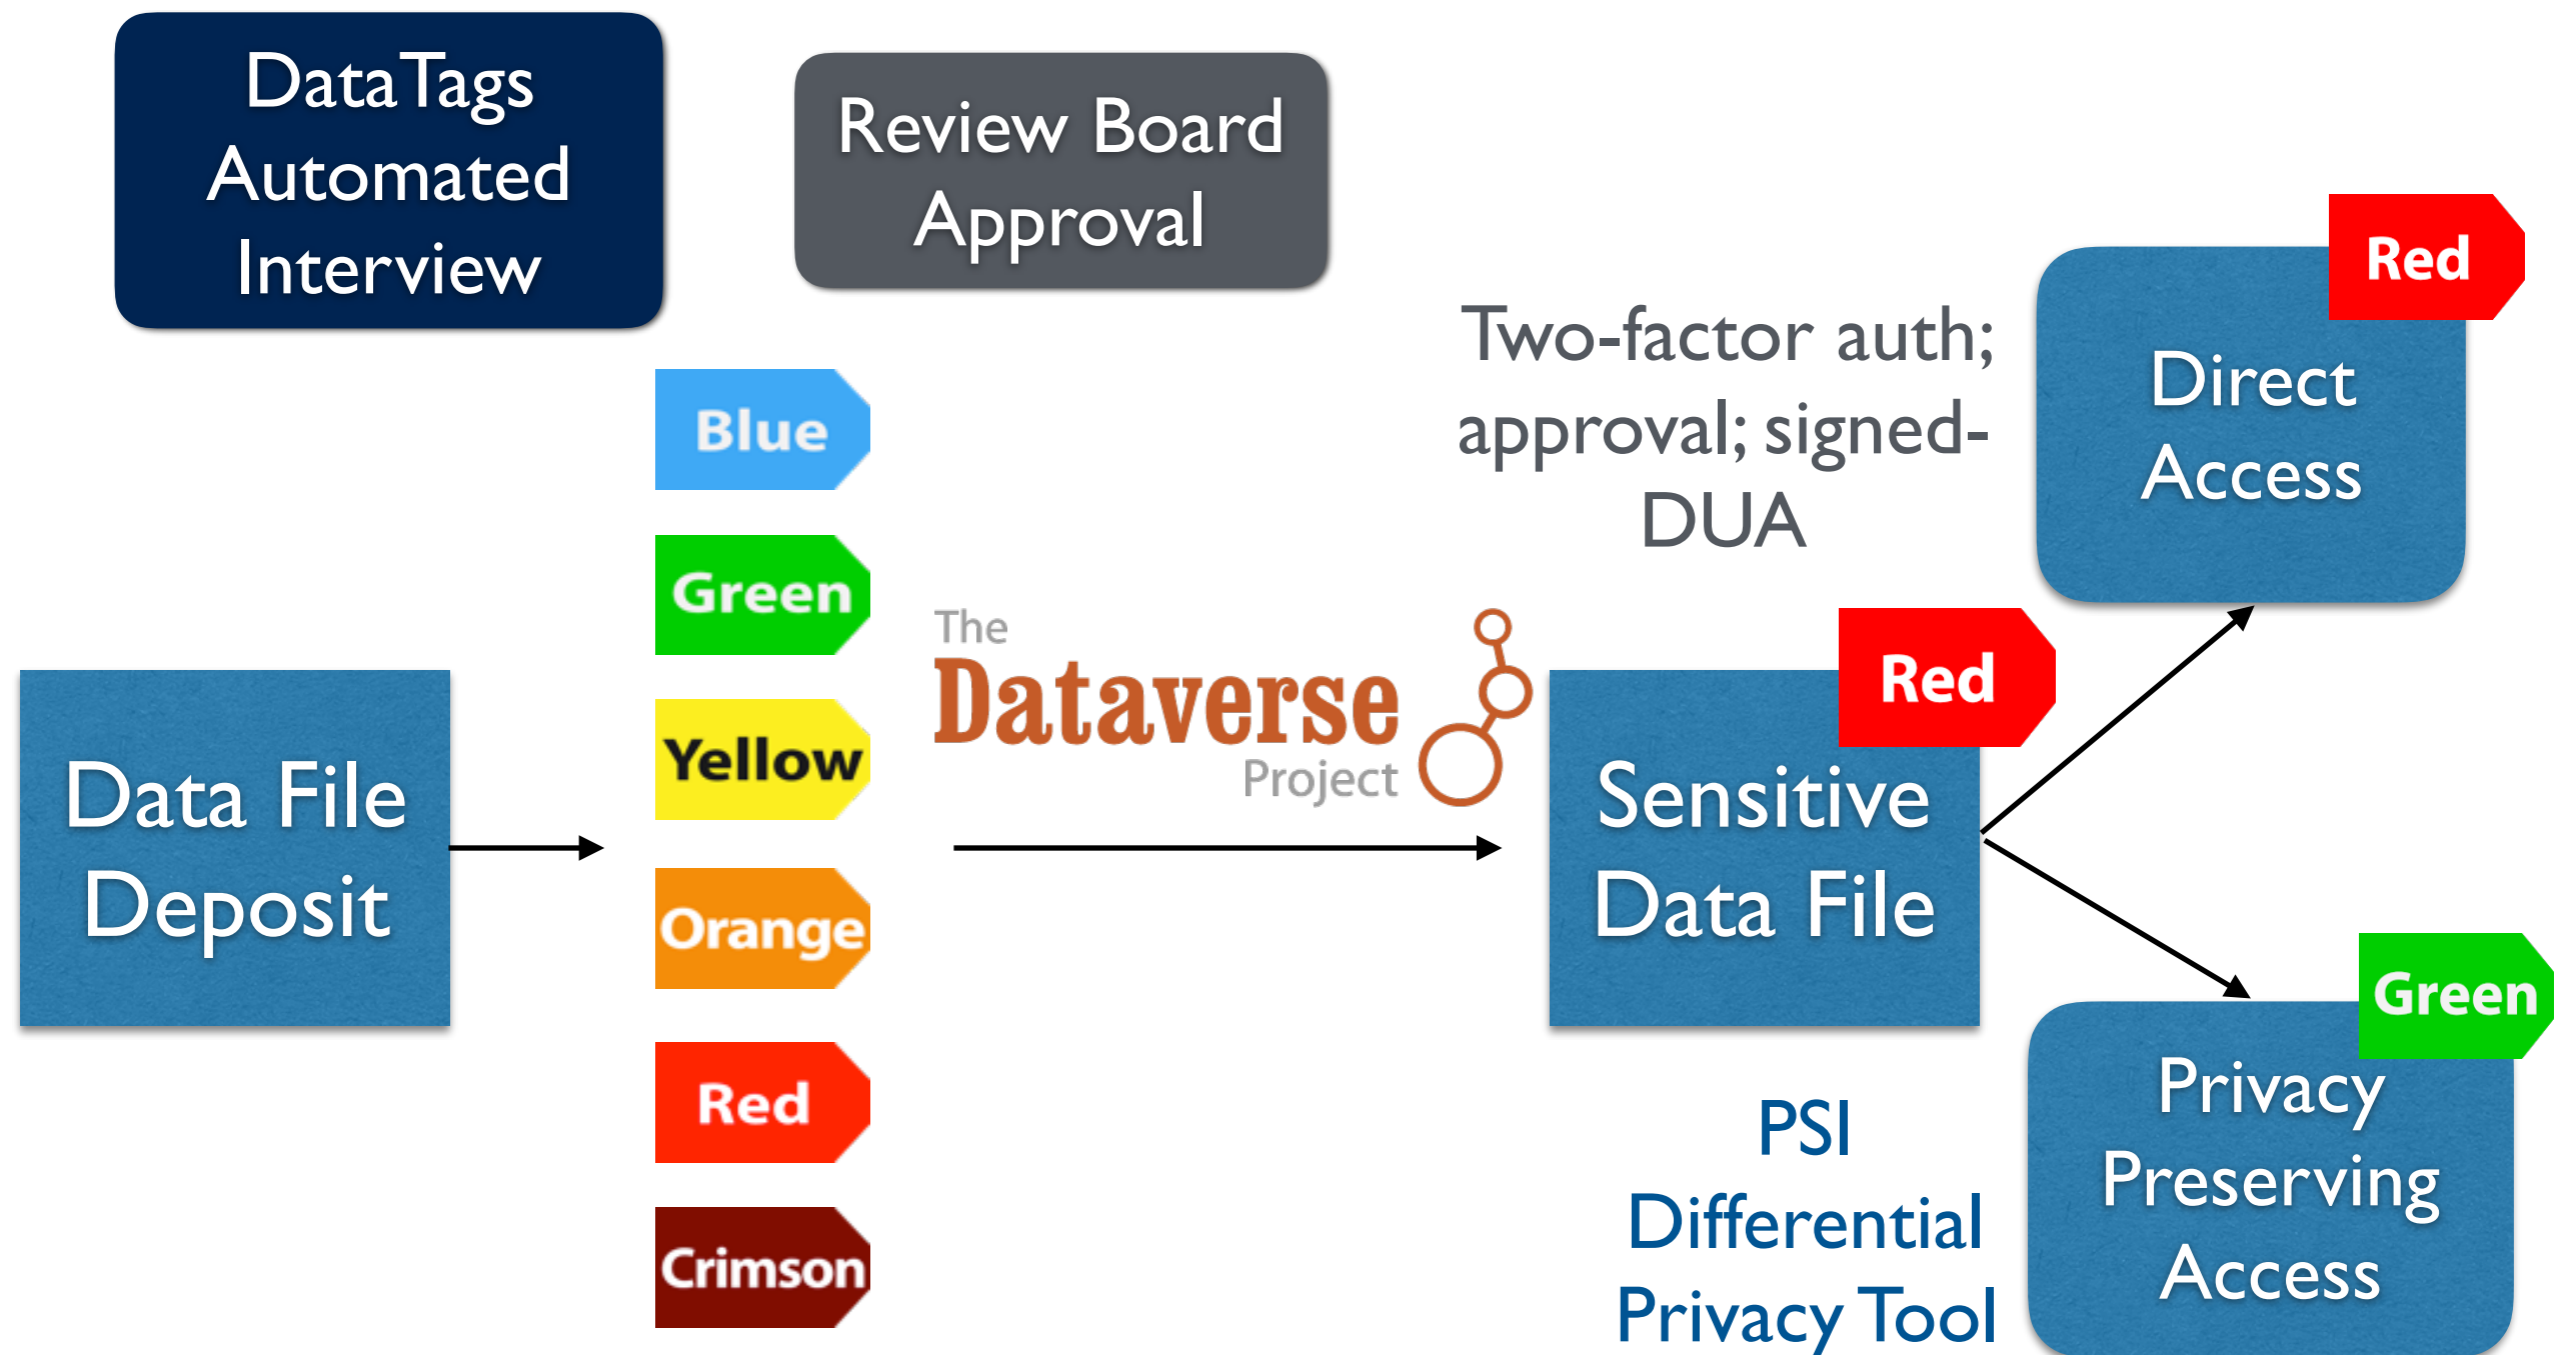 DataTags
Automated
Interview
Review Board
Approval
Blue
Green
Yellow
Orange
Red
Crimson
Data File
Deposit
The
Dataverse
Project
Two-factor auth;
approval; signed-
DUA
Red
Sensitive
Data File
Red
Direct
Access
PSI
Differential
Privacy Tool
Green
Privacy
Preserving
Access